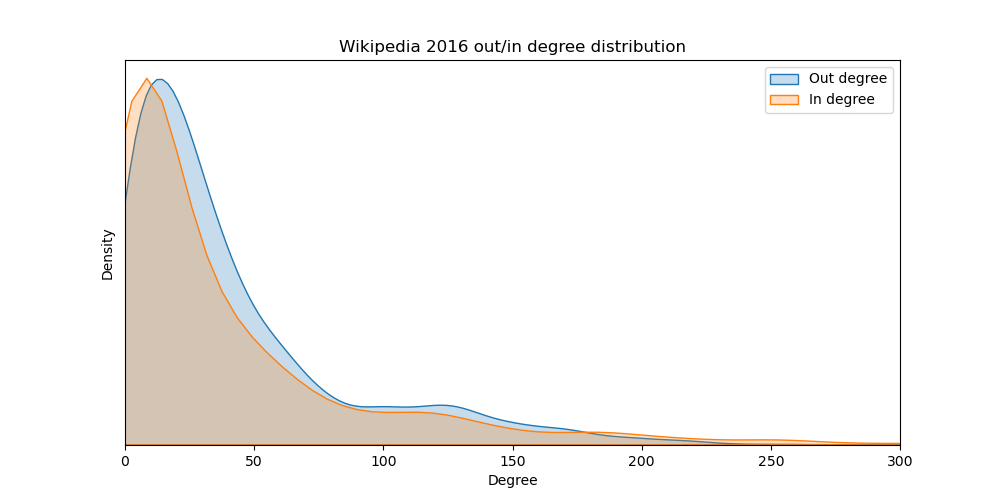 Wikipedia 2016 out/in degree distribution
Out degree
In degree
Density
0 50 100 150 200 250 300
Degree